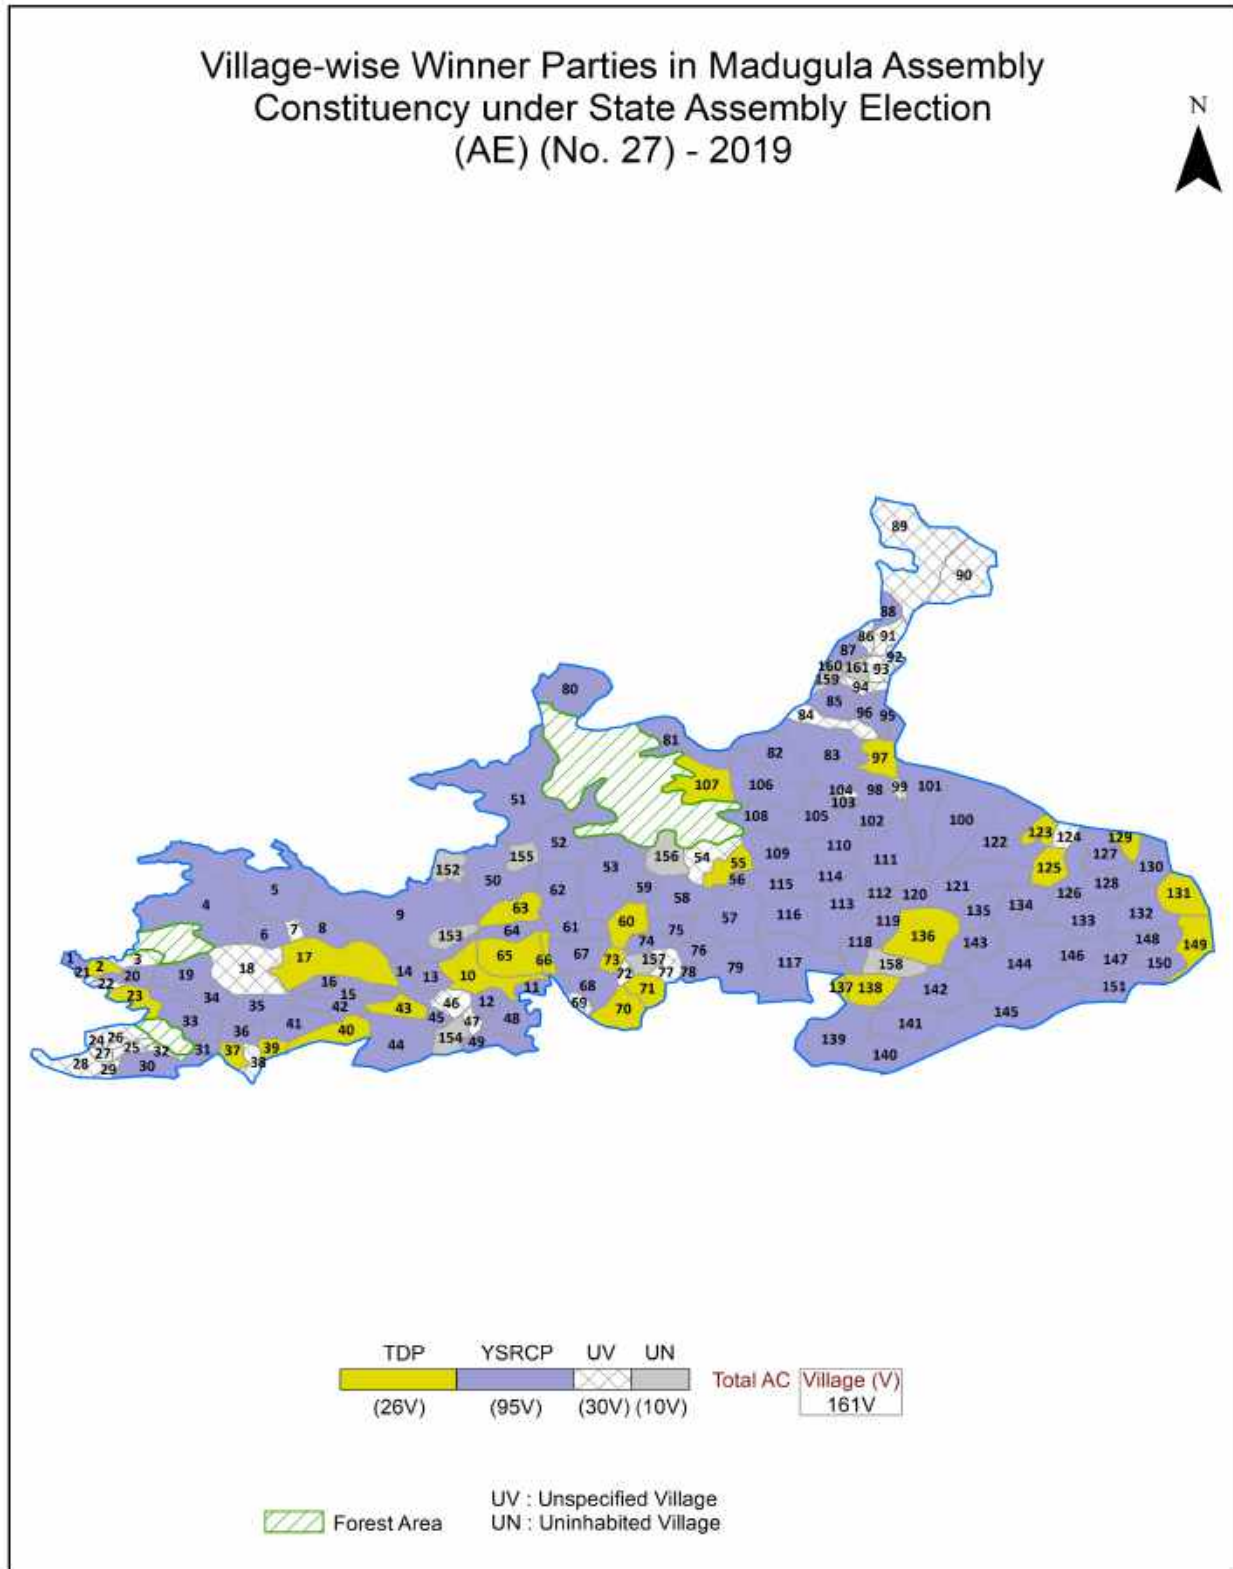 Village-wise Winner Parties in Madugula Assembly
Constituency under State Assembly Election
(AE) (No. 27) - 2019
N
89
90
88
86 91
87 92
160 161 93
159 94
80 85
84 96 95
81 82 83 97
107 106 104 98 99 101
51 103
108 105 102 100
52 110 122 123 124 129
155 156 54 55 109 111 127
152 50 53 56 125 130
5 59 115 114 128
4 9 62 58 113 112 120 121 126 131
63 60 57 116 119 135 134 133 132
6 7 8 153 64 61 74 75 118 136 143 148
1 3 17 65 66 67 73 157 76 158 146 149
21 2 20 19 18 14 13 10 72 77 78 79 117 144 147 150
22 16 11 68 71 137 138 142 151
23 34 35 15 43 46 12 69 70
33 42 45 47 48 145
24 26 36 41 40 141
27 25 32 31 37 39 44 154 49 139
28 29 30 38 140
TDP YSRCP UV UN
Total AC Village (V)
(26V) (95V) (30V) (10V) 161V
UV : Unspecified Village
Forest Area UN : Uninhabited Village